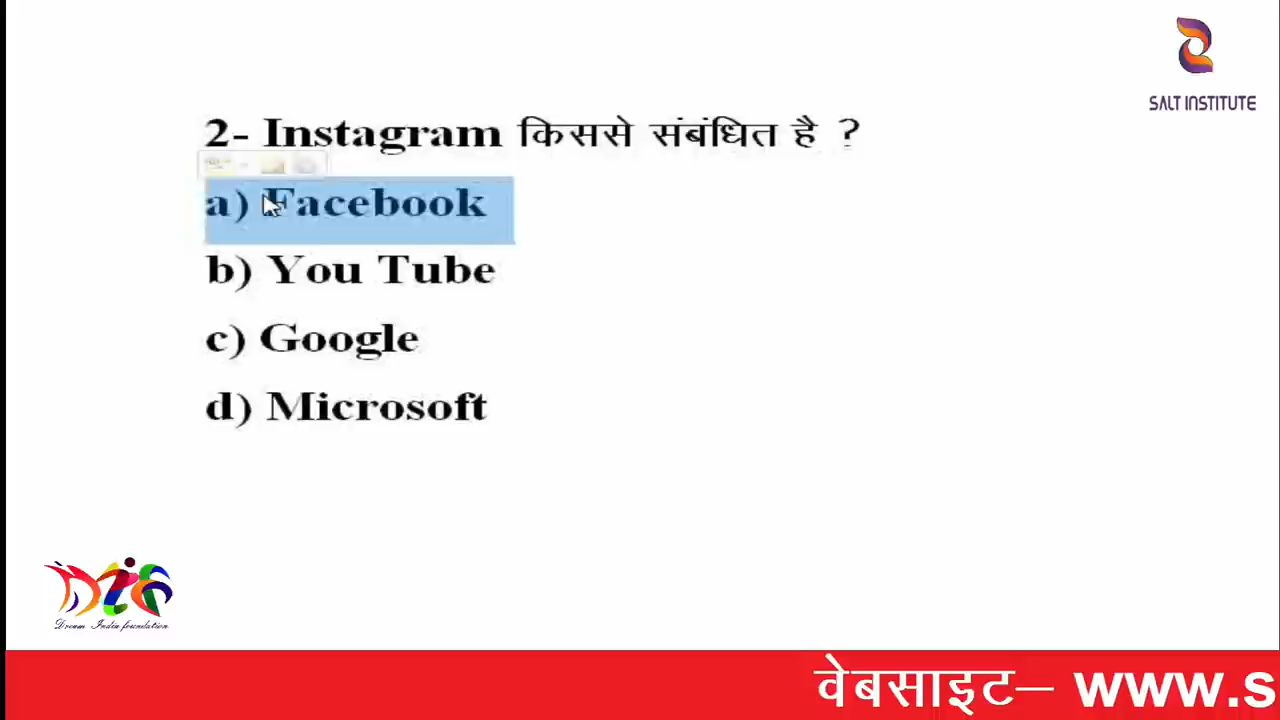 SALT INSTITUTE
2- Instagram किससे संबंधित है ?
a) Facebook
b) You Tube
c) Google
d) Microsoft
Dream India foundation
वेबसाइट– www.s